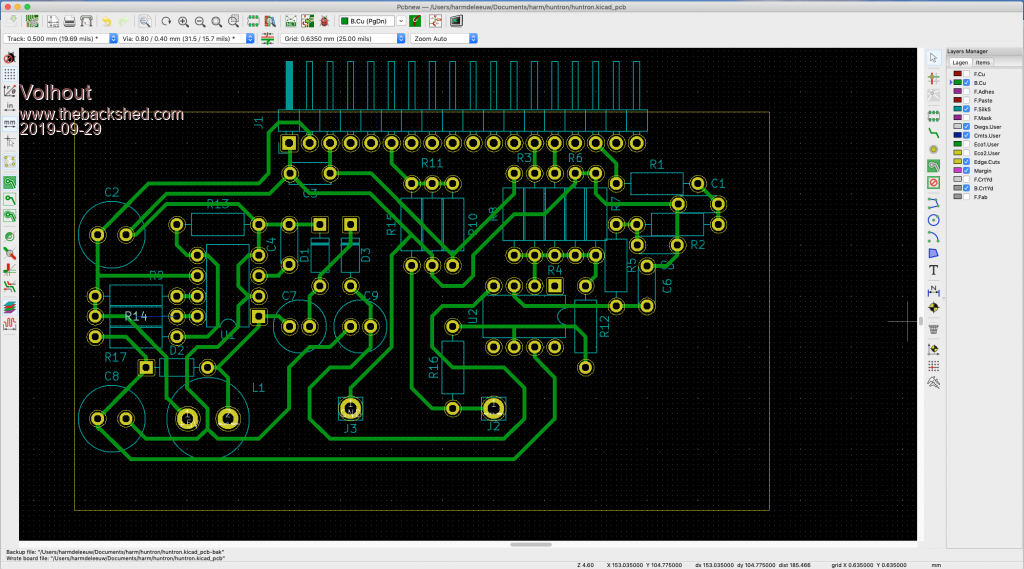 Pcbnew — /Users/harmdeleeuw/Documents/harm/huntron/huntron.kicad_pcb
B.Cu (PgDn)
Track: 0.500 mm (19.69 mils) *
Via: 0.80 / 0.40 mm (31.5 / 15.7 mils) *
Grid: 0.6350 mm (25.00 mils)
Zoom Auto
Volhout
www.thebackshed.com
2019-09-29
in
mm
J1
R11
R3
R6
R1
C1
C3
C2
R13
R15
R10
R8
R7
R2
C4
D1
D3
R5
C6
R9
R4
R14
C7
C9
U2
R12
U1
R17
D2
R16
C8
L1
J3
J2
T
N
Layers Manager
Lagen
Items
F.Cu
B.Cu
F.Adhes
F.Paste
F.SilkS
F.Mask
Dwgs.User
Cmts.User
Eco1.User
Eco2.User
Edge.Cuts
Margin
F.CrtYd
B.CrtYd
F.Fab
Backup file: "/Users/harmdeleeuw/Documents/harm/huntron/huntron.kicad_pcb-bak"
Wrote board file: "/Users/harmdeleeuw/Documents/harm/huntron/huntron.kicad_pcb"
Z 4.60
X 153.035000 Y 104.775000
dx 153.035000 dy 104.775000 dist 185.466
grid X 0.635000 Y 0.635000
mm